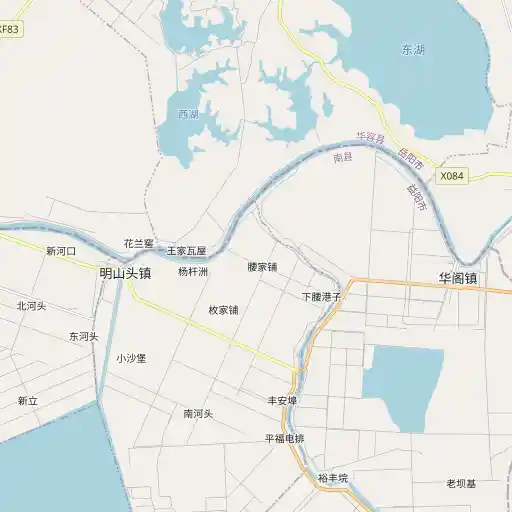 XF83
东湖
西湖
华容县
岳阳市
南县
X084
益阳市
花兰窖
王家瓦屋
新河口
明山头镇
杨杆洲
腰家铺
华阁镇
下腰港子
北河头
枚家铺
东河头
小沙堡
新立
丰安埠
南河头
平福电排
裕丰垸
老坝基